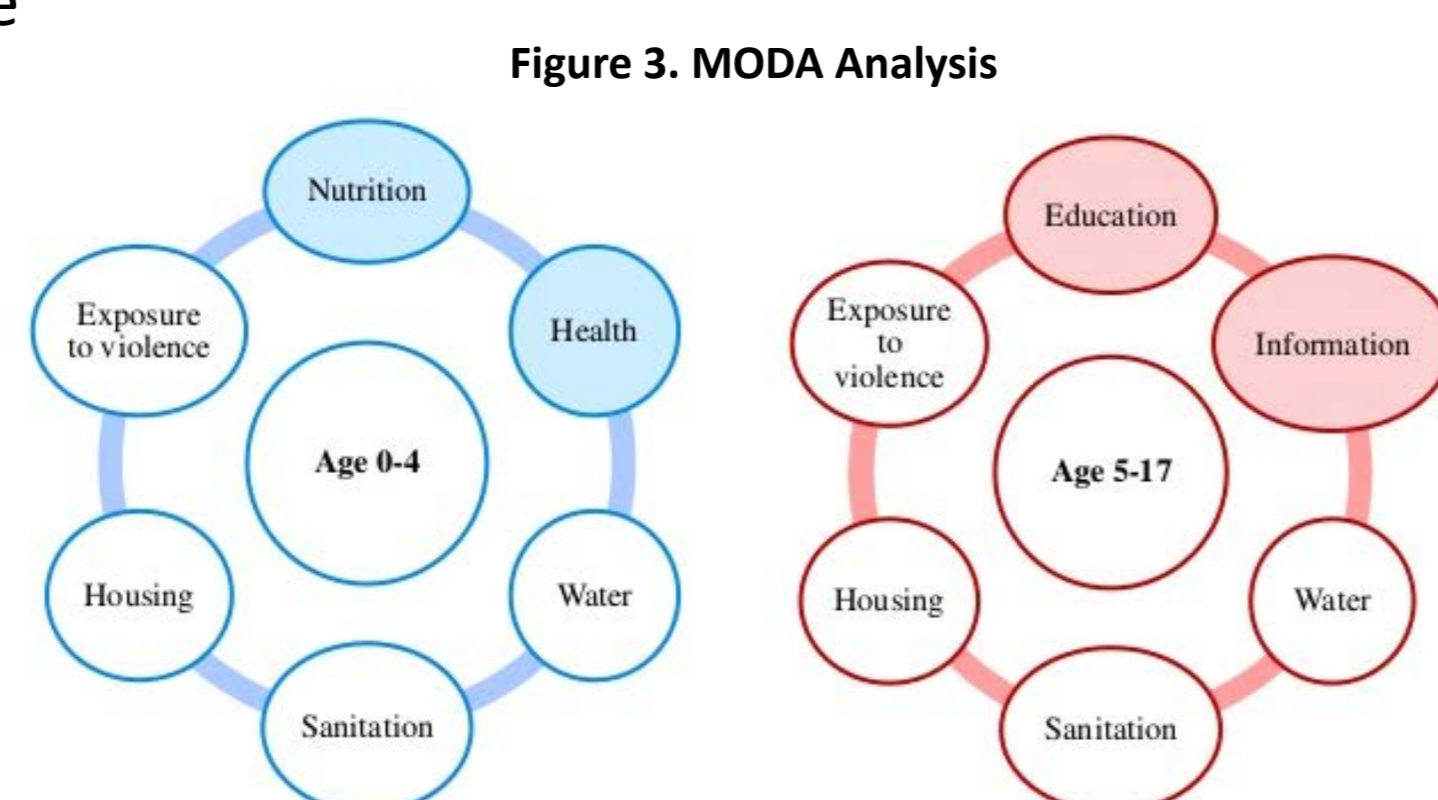 e
Figure 3. MODA Analysis
Nutrition
Health
Water
Sanitation
Housing
Exposure
to violence
Age 0-4
Education
Information
Water
Sanitation
Housing
Exposure
to
violence
Age 5-17